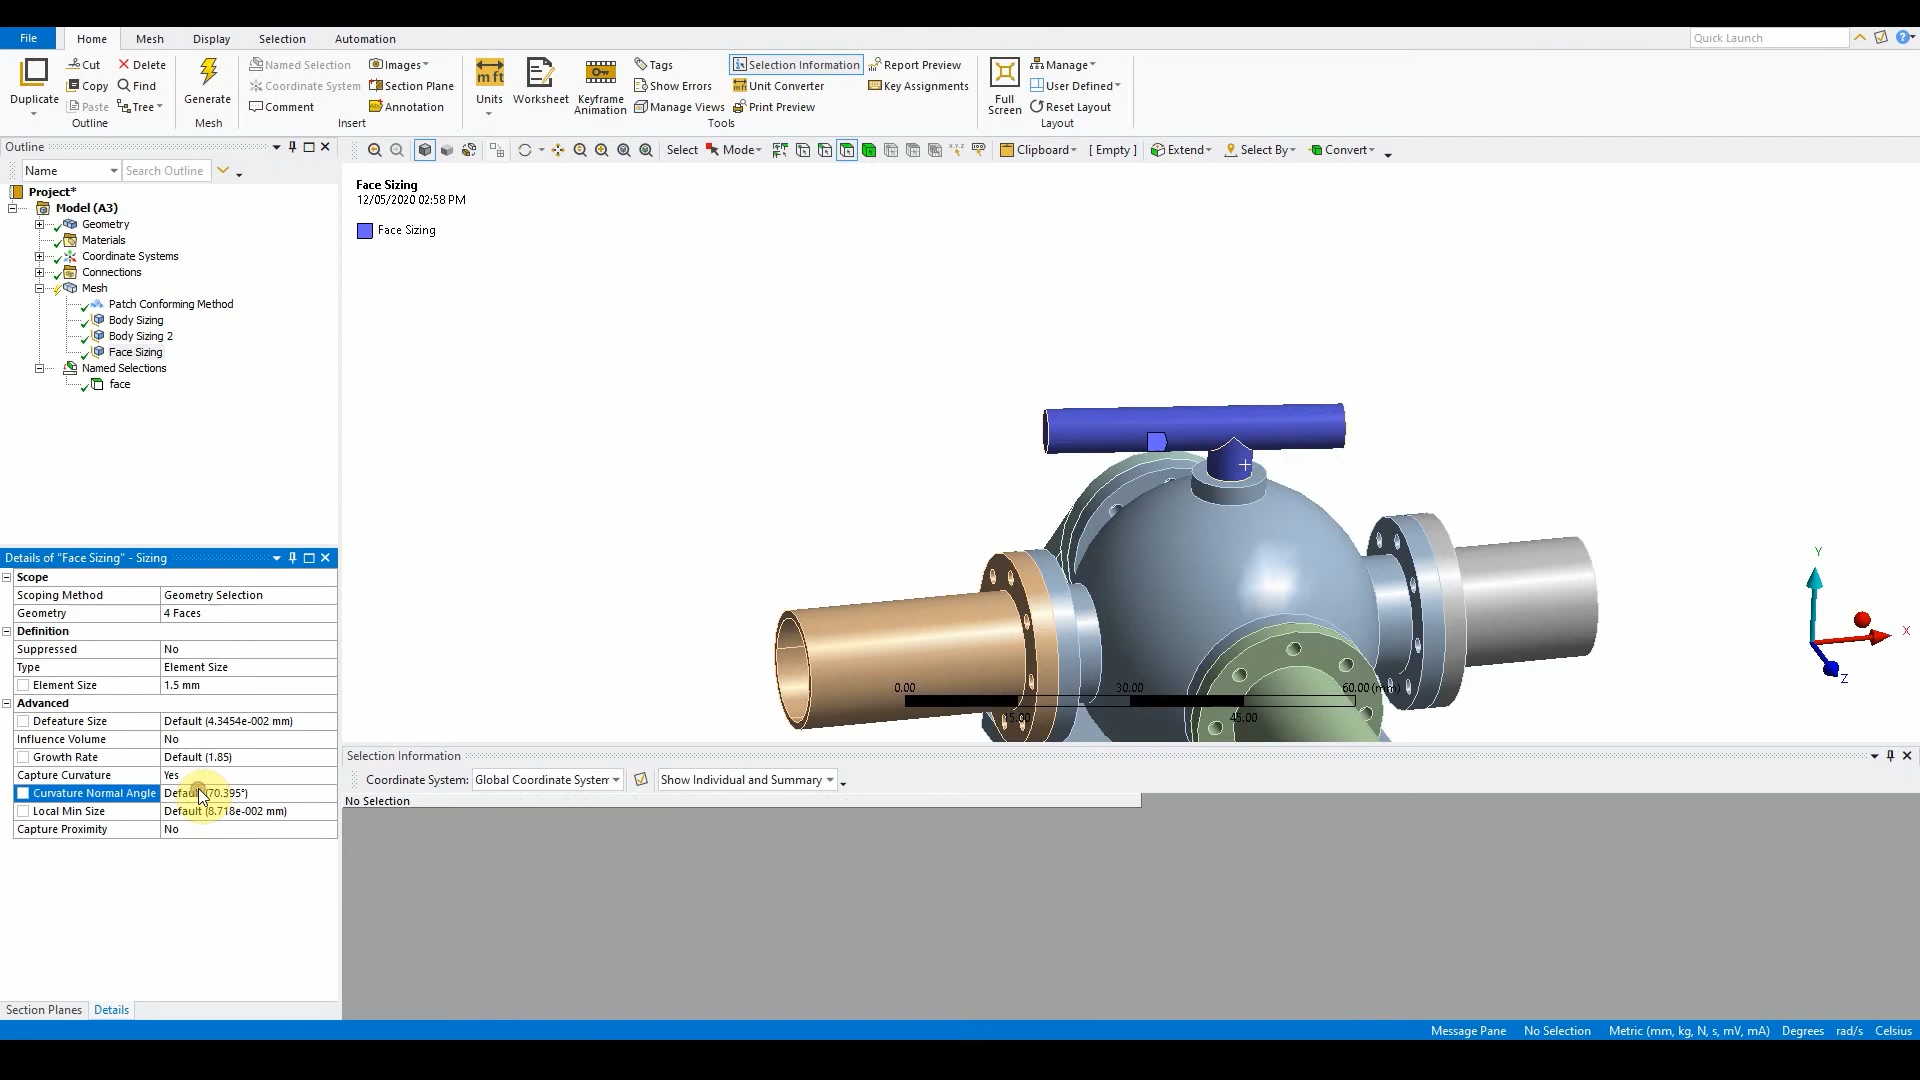 File
Home
Mesh
Display
Selection
Automation
Quick Launch
Duplicate
Cut
Delete
Copy
Find
Paste
Tree
Outline
Generate
Mesh
Named Selection
Images
Coordinate System
Section Plane
Comment
Annotation
Insert
Units
Worksheet
Keyframe
Animation
Tags
Show Errors
Manage Views
Selection Information
Unit Converter
Print Preview
Report Preview
Key Assignments
Tools
Full
Screen
Manage
User Defined
Reset Layout
Layout
Outline
Name
Search Outline
Select
Mode
Clipboard
[ Empty ]
Extend
Select By
Convert
Project*
Model (A3)
Geometry
Materials
Coordinate Systems
Connections
Mesh
Patch Conforming Method
Body Sizing
Body Sizing 2
Face Sizing
Named Selections
face
Face Sizing
12/05/2020 02:58 PM
Face Sizing
0.00
30.00
60.00 (mm)
15.00
45.00
Y
X
Z
Details of "Face Sizing" - Sizing
Scope
Scoping Method Geometry Selection
Geometry 4 Faces
Definition
Suppressed No
Type Element Size
Element Size 1.5 mm
Advanced
Defeature Size Default (4.3454e-002 mm)
Influence Volume No
Growth Rate Default (1.85)
Capture Curvature Yes
Curvature Normal Angle Default (70.395°)
Local Min Size Default (8.718e-002 mm)
Capture Proximity No
Section Planes
Details
Selection Information
Coordinate System: Global Coordinate System
Show Individual and Summary
No Selection
Message Pane
No Selection
Metric (mm, kg, N, s, mV, mA)
Degrees
rad/s
Celsius